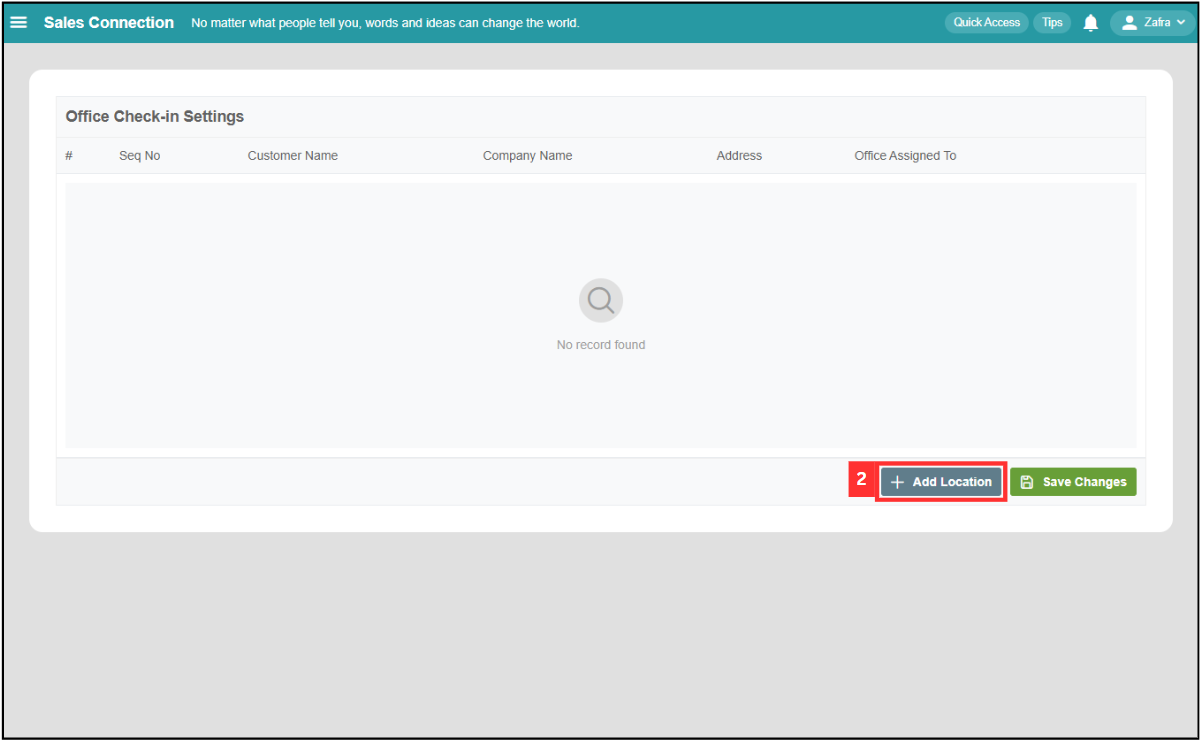 Sales Connection No matter what people tell you, words and ideas can change the world. Quick Access Tips Zafra
Office Check-in Settings
# Seq No Customer Name Company Name Address Office Assigned To
No record found
2 + Add Location Save Changes